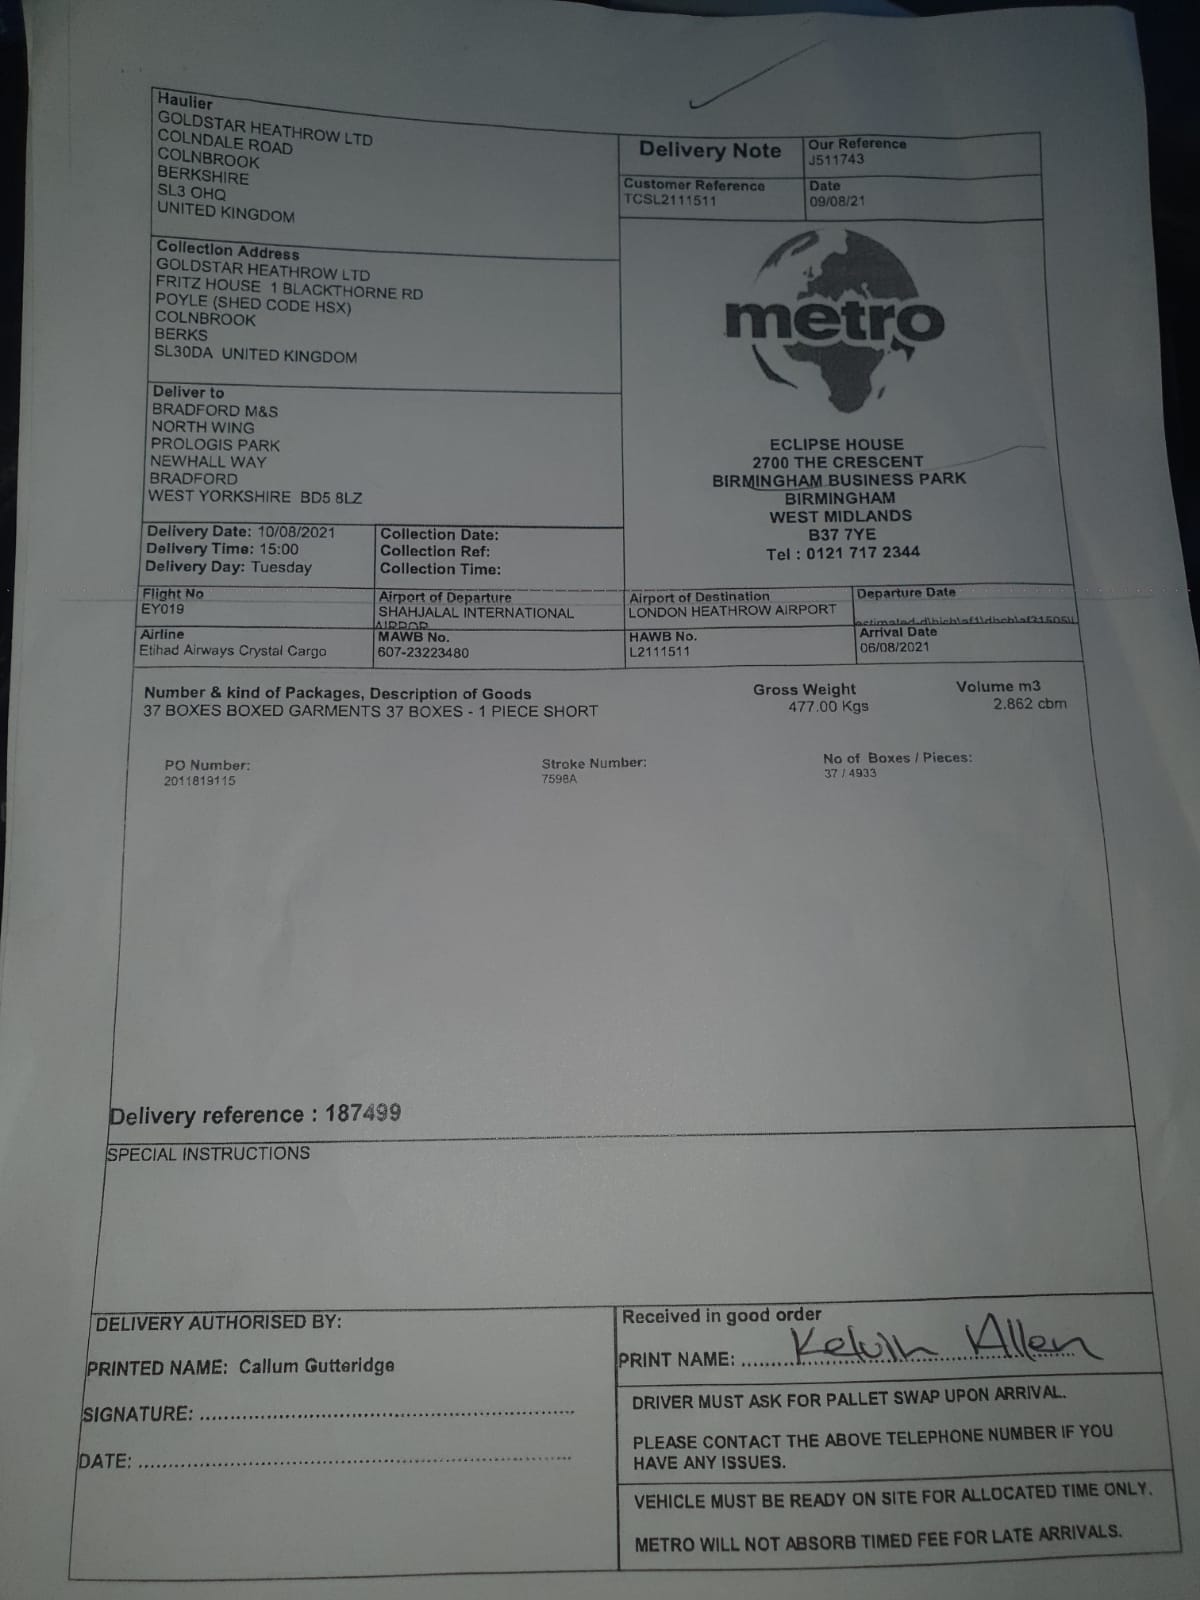 Haulier
GOLDSTAR HEATHROW LTD
COLNDALE ROAD
COLNBROOK
BERKSHIRE
SL3 OHQ
UNITED KINGDOM
Delivery Note
Our Reference
J511743
Customer Reference
TCSL2111511
Date
09/08/21
Collection Address
GOLDSTAR HEATHROW LTD
FRITZ HOUSE 1 BLACKTHORNE RD
POYLE (SHED CODE HSX)
COLNBROOK
BERKS
SL30DA UNITED KINGDOM
metro
Deliver to
BRADFORD M&S
NORTH WING
PROLOGIS PARK
NEWHALL WAY
BRADFORD
WEST YORKSHIRE BD5 8LZ
ECLIPSE HOUSE
2700 THE CRESCENT
BIRMINGHAM BUSINESS PARK
BIRMINGHAM
WEST MIDLANDS
B37 7YE
Tel : 0121 717 2344
Delivery Date: 10/08/2021
Delivery Time: 15:00
Delivery Day: Tuesday
Collection Date:
Collection Ref:
Collection Time:
Flight No
EY019
Airport of Departure
SHAHJALAL INTERNATIONAL
Airport of Destination
LONDON HEATHROW AIRPORT
Departure Date
Airline
Etihad Airways Crystal Cargo
MAWB No.
607-23223480
HAWB No.
L2111511
Arrival Date
06/08/2021
Number & kind of Packages, Description of Goods
37 BOXES BOXED GARMENTS 37 BOXES - 1 PIECE SHORT
Gross Weight
477.00 Kgs
Volume m3
2.862 cbm
PO Number:
2011819115
Stroke Number:
7598A
No of Boxes / Pieces:
37 / 4933
Delivery reference : 187499
SPECIAL INSTRUCTIONS
DELIVERY AUTHORISED BY:
PRINTED NAME: Callum Gutteridge
SIGNATURE:
DATE:
Received in good order
PRINT NAME: Kelvin Allen
DRIVER MUST ASK FOR PALLET SWAP UPON ARRIVAL.
PLEASE CONTACT THE ABOVE TELEPHONE NUMBER IF YOU
HAVE ANY ISSUES.
VEHICLE MUST BE READY ON SITE FOR ALLOCATED TIME ONLY.
METRO WILL NOT ABSORB TIMED FEE FOR LATE ARRIVALS.